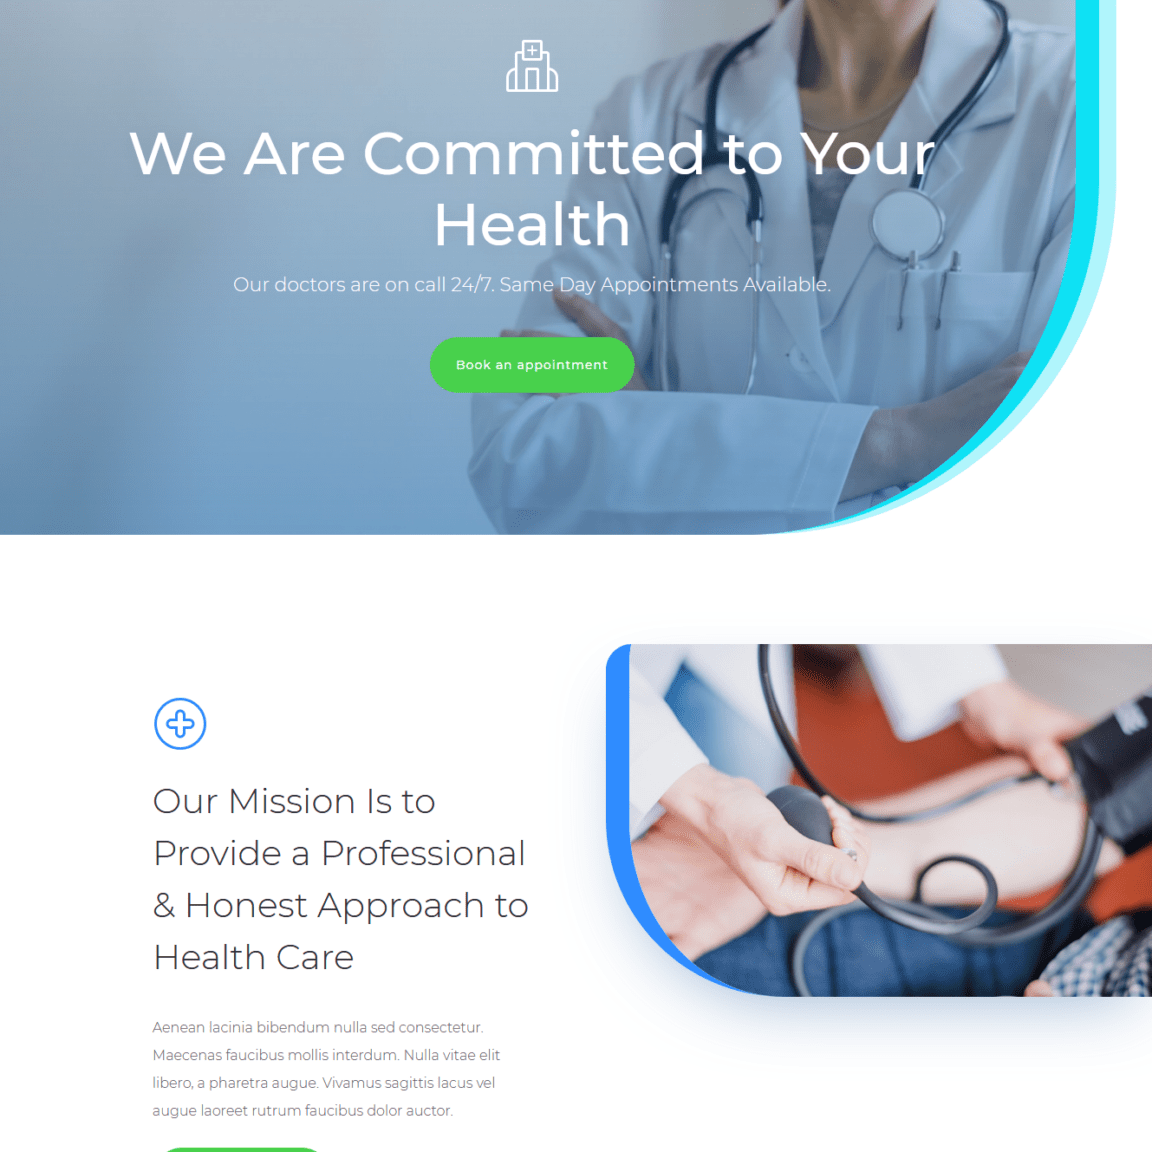 We Are Committed to Your
Health
Our doctors are on call 24/7. Same Day Appointments Available.
Book an appointment
Our Mission Is to
Provide a Professional
& Honest Approach to
Health Care
Aenean lacinia bibendum nulla sed consectetur.
Maecenas faucibus mollis interdum. Nulla vitae elit
libero, a pharetra augue. Vivamus sagittis lacus vel
augue laoreet rutrum faucibus dolor auctor.